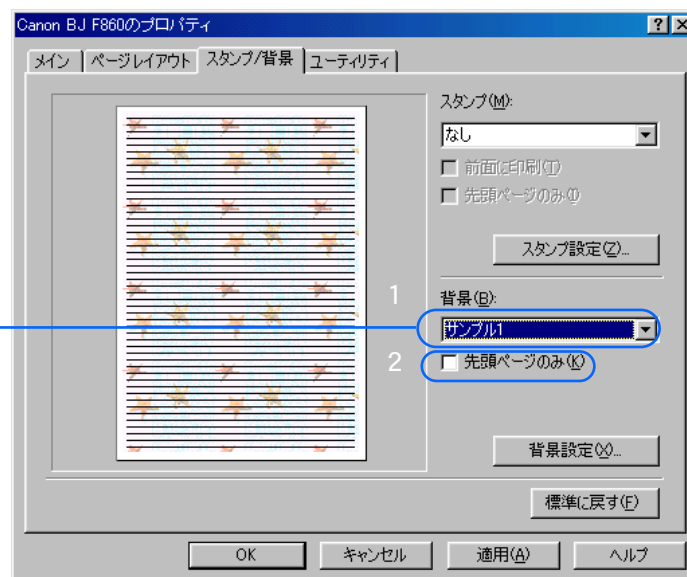 Canon BJ F860のプロパティ
メイン ページレイアウト スタンプ/背景 ユーティリティ
スタンプ(M):
なし
前面に印刷(T)
先頭ページのみ(I)
スタンプ設定(Z)...
1 背景(B):
サンプル1
2 先頭ページのみ(K)
背景設定(X)...
標準に戻す(F)
OK キャンセル 適用(A) ヘルプ